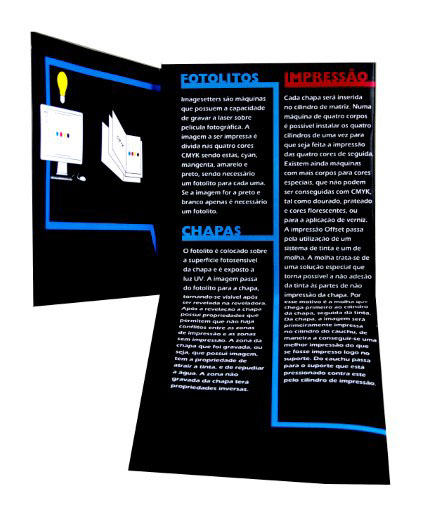 FOTOLITOS
Imagesetters são máquinas
que possuem a capacidade
de gravar a laser sobre
película fotográfica. A
imagem a ser impressa é
divida nas quatro cores
CMYK sendo estas, cyan,
mangenta, amarelo e
preto, sendo necessário
um fotolito para cada uma.
Se a imagem for a preto e
branco apenas é necessário
um fotolito.
CHAPAS
O fotolito é colocado sobre
a superfície fotosensível
da chapa e é exposto a
luz UV. A imagem passa
do fotolito para a chapa,
tornando-se visível após
ser revelada na reveladora.
Após a revelação a chapa
possui propriedades que
permitem que não haja
conflitos entre as zonas
de impressão e as zonas
sem impressão. A zona da
chapa que foi gravada, ou
seja, que possui imagem,
tem a propriedade de
atrair a tinta, e de repudiar
a água. A zona não
gravada da chapa terá
propriedades inversas.
IMPRESSÃO
Cada chapa será inserida
no cilindro de matriz. Numa
máquina de quatro corpos
é possível instalar os quatro
cilindros de uma vez para
que seja feita a impressão
das quatro cores de seguida.
Existem ainda máquinas
com mais corpos para cores
especiais, que não podem
ser conseguidas com CMYK,
tal como dourado, prateado
e cores florescentes, ou
para a aplicação de verniz.
A impressão Offset passa
pela utilização de um
sistema de tinta e um de
molha. A molha trata-se de
uma solução especial que
torna possível a não adesão
da tinta às partes de não
impressão da chapa. Por
esse motivo é a molha que
chega primeiro ao cilindro
da chapa, seguida da tinta.
Da chapa, a imagem será
primeiramente impressa
no cilindro do cauchu, de
maneira a conseguir-se uma
melhor impressão do que
se fosse impresso logo no
suporte. Do cauchu passa
para o suporte que está
pressionado contra este
pelo cilindro de impressão.